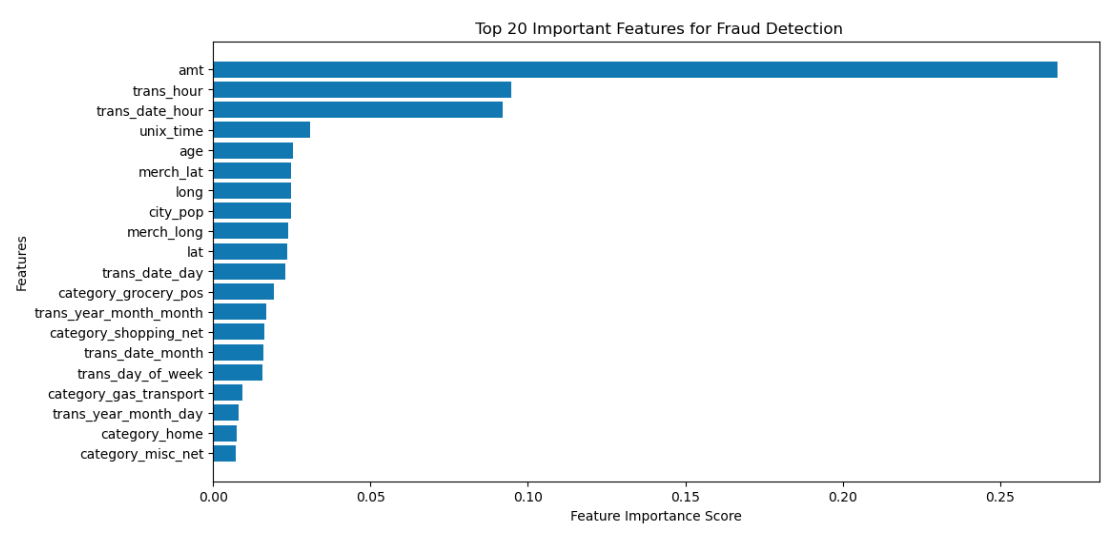 Top 20 Important Features for Fraud Detection
amt
trans_hour
trans_date_hour
unix_time
age
merch_lat
long
city_pop
merch_long
lat
trans_date_day
category_grocery_pos
trans_year_month_month
category_shopping_net
trans_date_month
trans_day_of_week
category_gas_transport
trans_year_month_day
category_home
category_misc_net
Features
0.00 0.05 0.10 0.15 0.20 0.25
Feature Importance Score